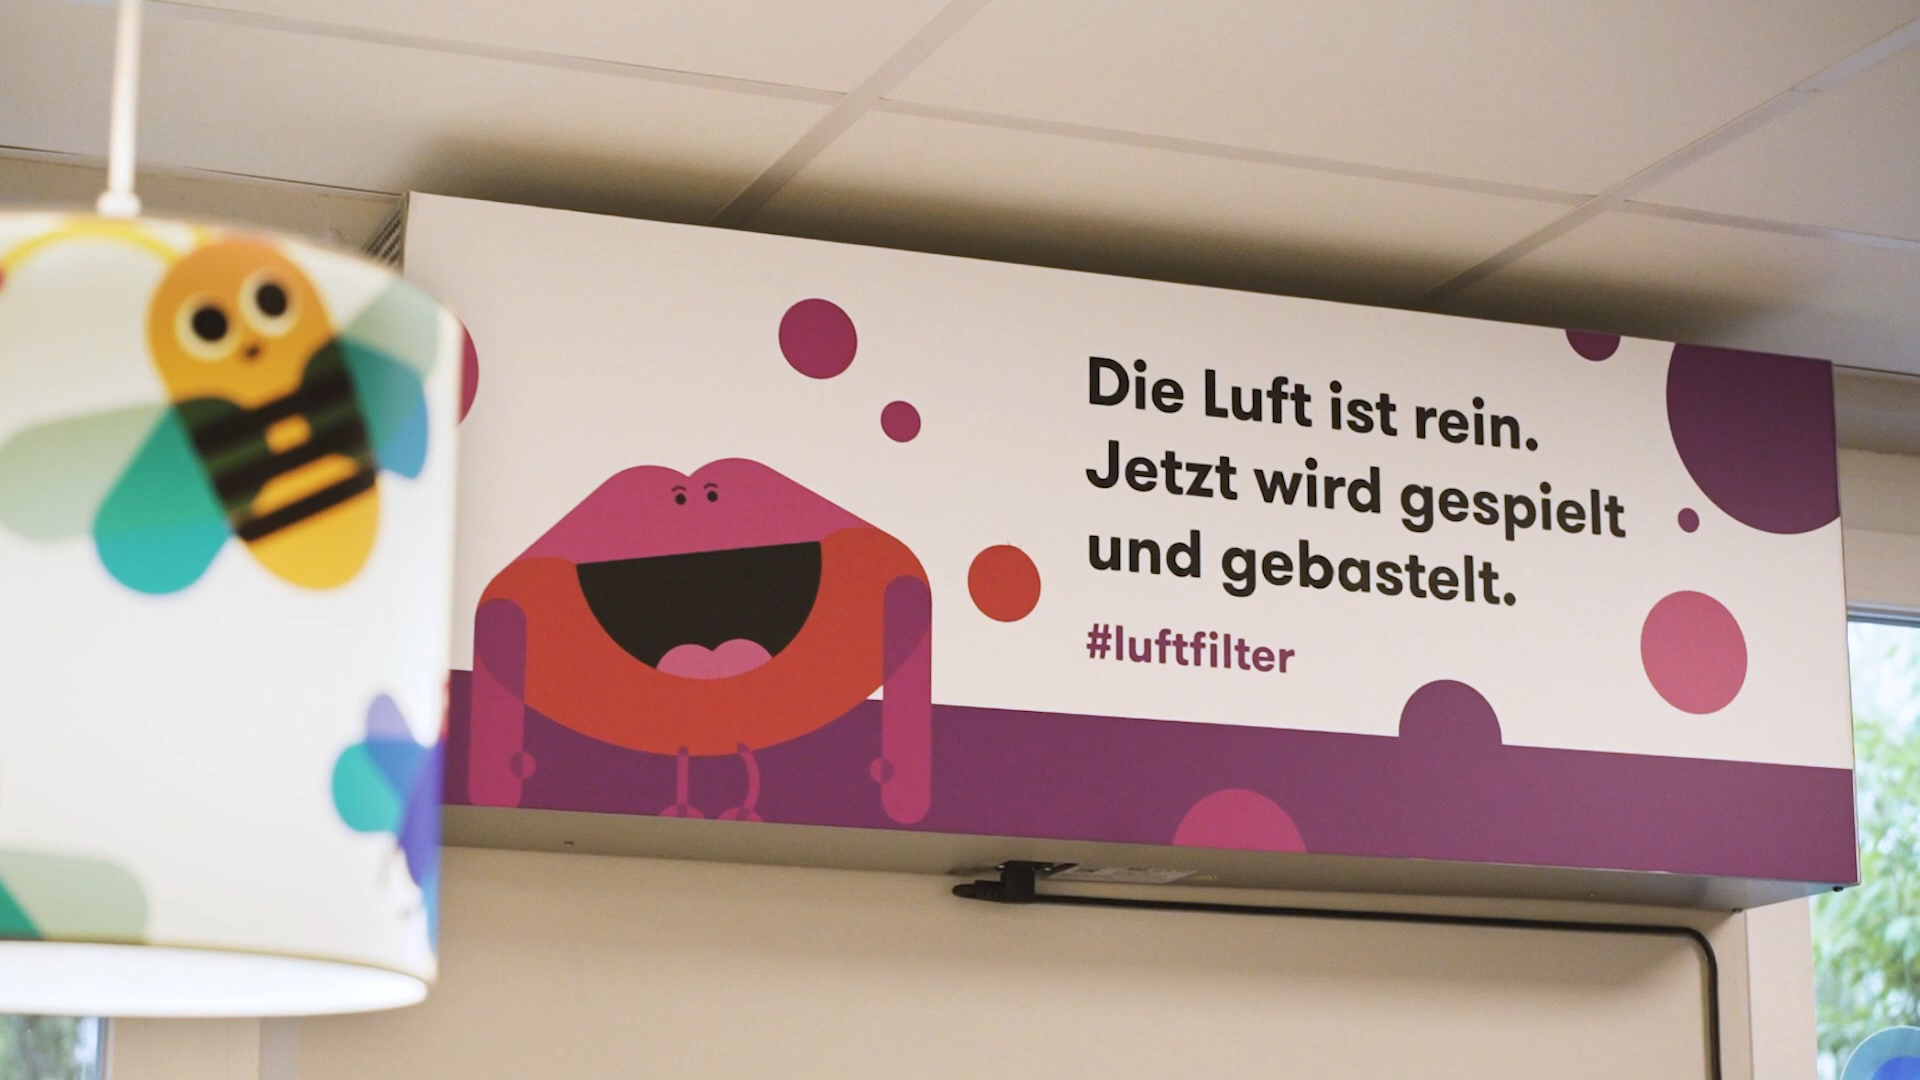 Die Luft ist rein.
Jetzt wird gespielt
und gebastelt.
#luftfilter